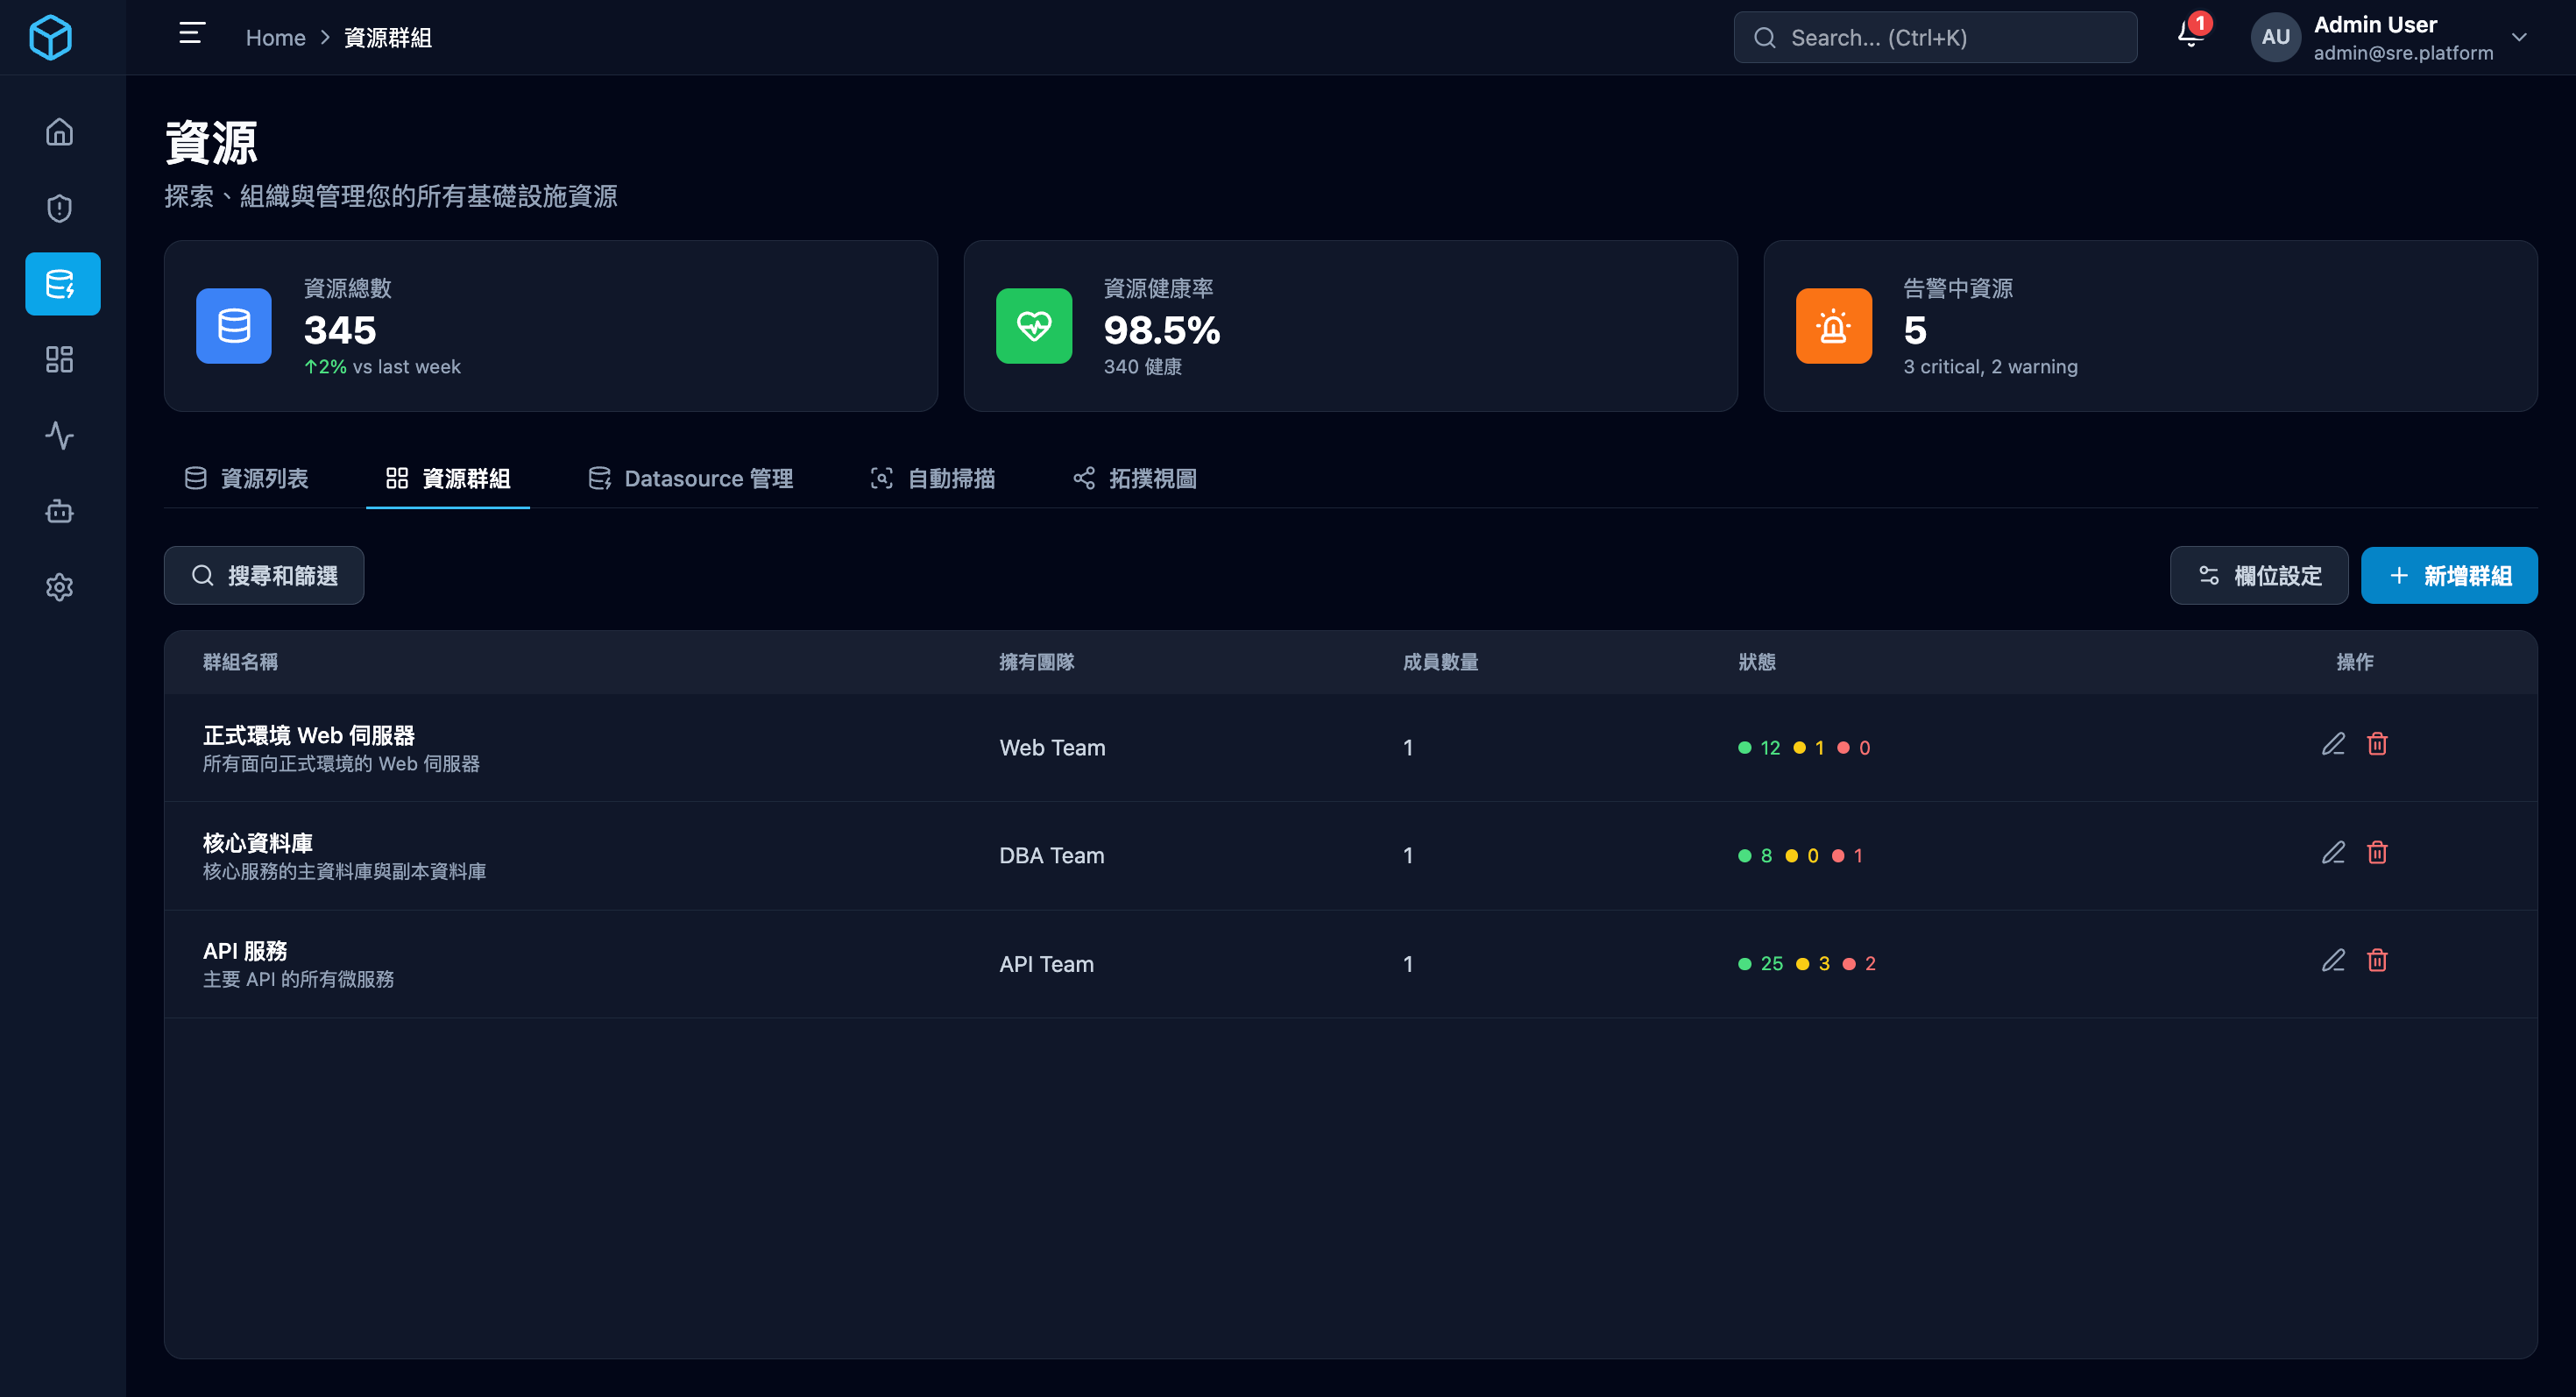 Home > 資源群組
Search... (Ctrl+K)
1
AU
Admin User
admin@sre.platform
資源
探索、組織與管理您的所有基礎設施資源
資源總數
345
↑2% vs last week
資源健康率
98.5%
340 健康
告警中資源
5
3 critical, 2 warning
資源列表
資源群組
Datasource 管理
自動掃描
拓撲視圖
搜尋和篩選
欄位設定
+ 新增群組
群組名稱 擁有團隊 成員數量 狀態 操作
正式環境 Web 伺服器
所有面向正式環境的 Web 伺服器
Web Team 1 12 1 0
核心資料庫
核心服務的主資料庫與副本資料庫
DBA Team 1 8 0 1
API 服務
主要 API 的所有微服務
API Team 1 25 3 2